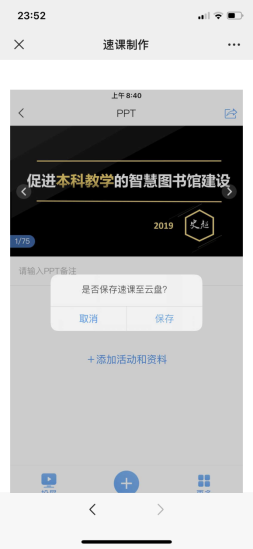 23:52
速课制作
上午8:40
PPT
促进本科教学的智慧图书馆建设
2019
史超
1/75
请输入PPT备注
是否保存速课至云盘?
取消
保存
+添加活动和资料